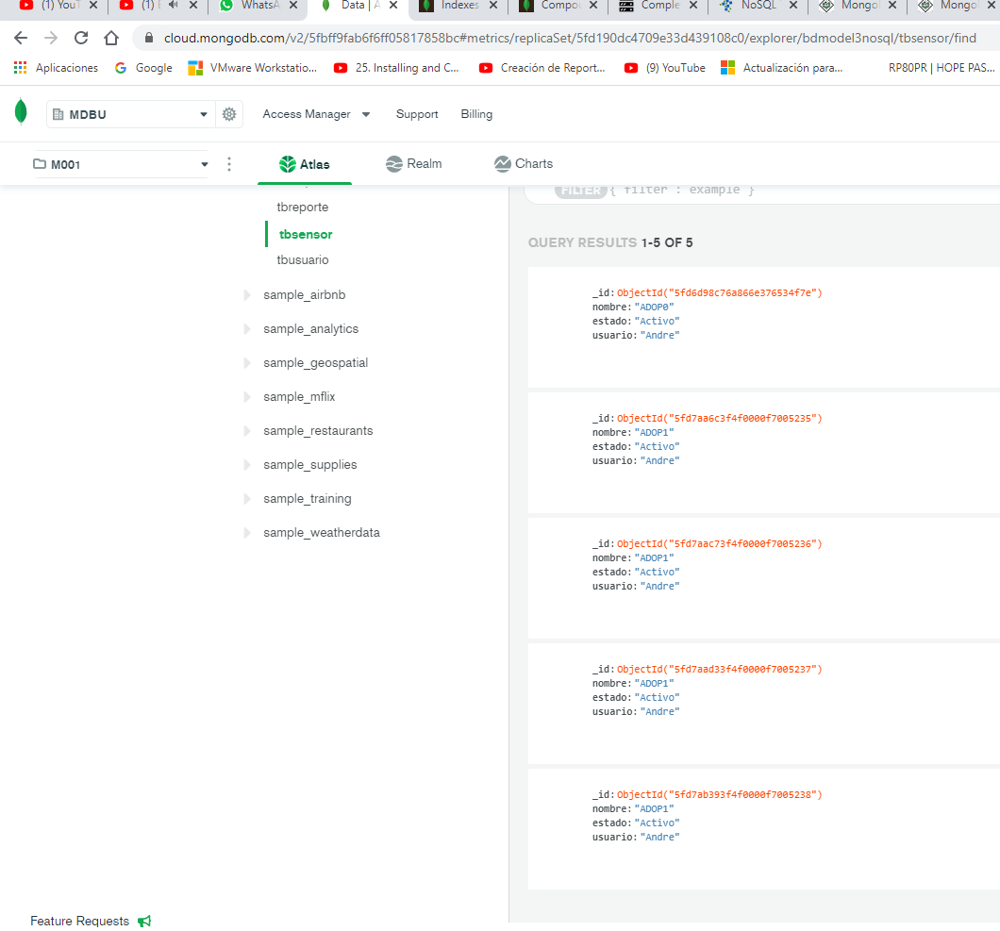 (1) YouT
(1)
WhatsA
Data | A
Indexes
Compou
Comple
NoSQL
Mongo
Mongo
cloud.mongodb.com/v2/5fbff9fab6f6ff05817858bc#metrics/replicaSet/5fd190dc4709e33d439108c0/explorer/bdmodel3nosql/tbsensor/find
Aplicaciones
Google
VMware Workstatio...
25. Installing and C...
Creación de Report...
(9) YouTube
Actualización para...
RP80PR | HOPE PAS...
MDBU
Access Manager
Support
Billing
M001
Atlas
Realm
Charts
tbreporte
tbsensor
tbusuario
sample_airbnb
sample_analytics
sample_geospatial
sample_mflix
sample_restaurants
sample_supplies
sample_training
sample_weatherdata
Feature Requests
FILTER { filter : example }
QUERY RESULTS 1-5 OF 5
_id: ObjectId("5fd6d98c76a866e376534f7e")
nombre: "ADOP0"
estado: "Activo"
usuario: "Andre"
_id: ObjectId("5fd7aa6c3f4f0000f7005235")
nombre: "ADOP1"
estado: "Activo"
usuario: "Andre"
_id: ObjectId("5fd7aac73f4f0000f7005236")
nombre: "ADOP1"
estado: "Activo"
usuario: "Andre"
_id: ObjectId("5fd7aad33f4f0000f7005237")
nombre: "ADOP1"
estado: "Activo"
usuario: "Andre"
_id: ObjectId("5fd7ab393f4f0000f7005238")
nombre: "ADOP1"
estado: "Activo"
usuario: "Andre"